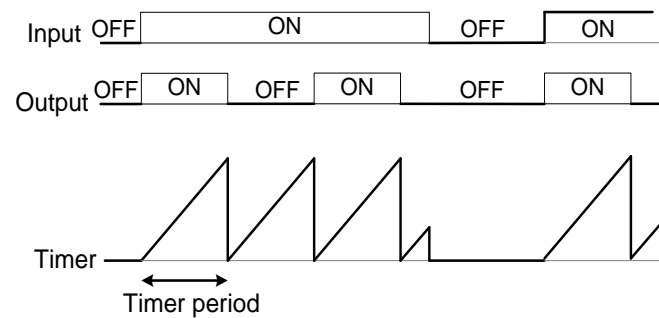 Input OFF ON OFF ON
Output OFF ON OFF ON OFF ON
Timer
Timer period